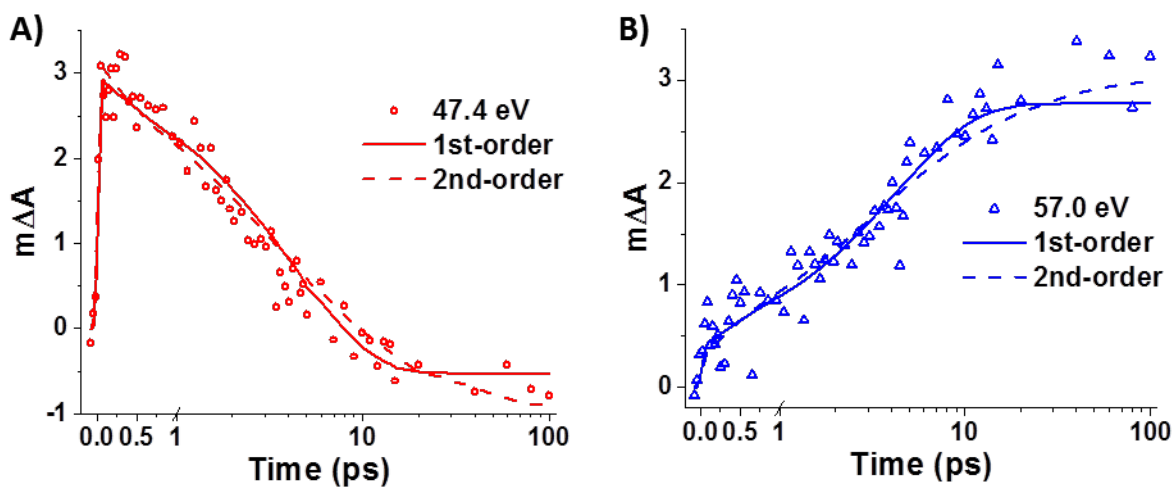 A)
3
2
1
0
-1
mΔA
47.4 eV
1st-order
2nd-order
0.0 0.5 1 10 100
Time (ps)
B)
3
2
1
0
mΔA
57.0 eV
1st-order
2nd-order
0.0 0.5 1 10 100
Time (ps)